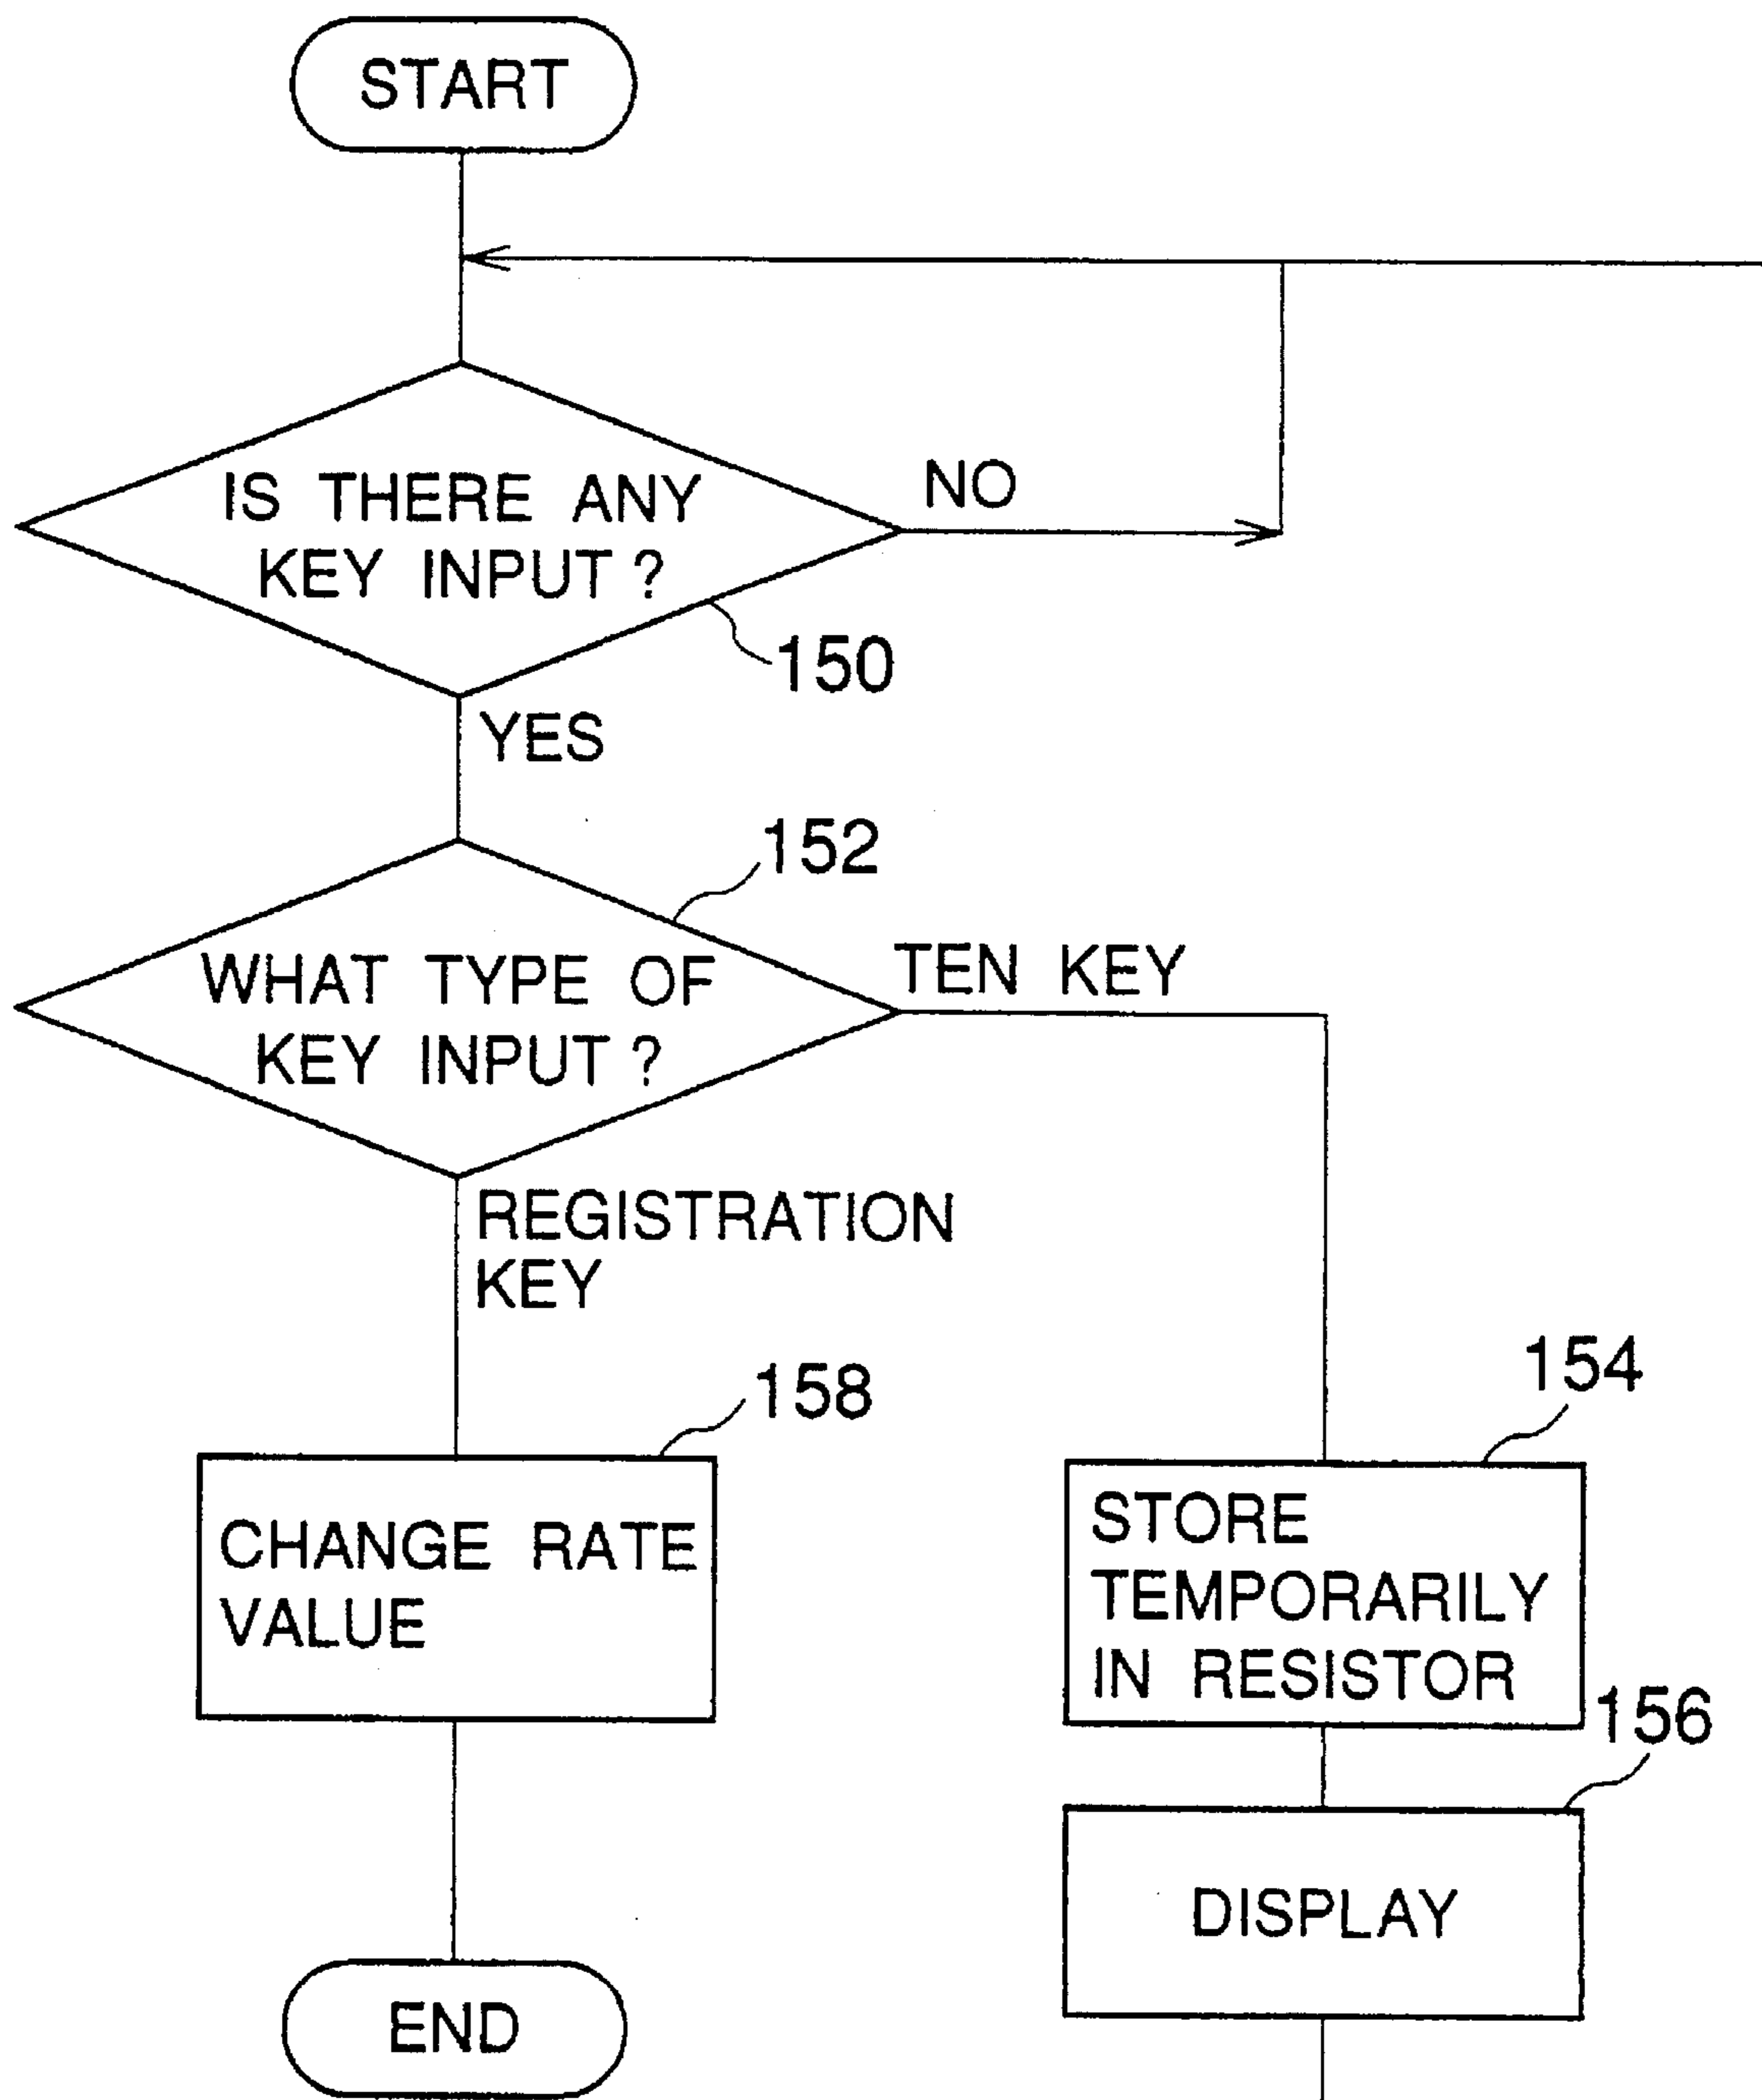 START
IS THERE ANY
KEY INPUT ?
NO
150
YES
152
WHAT TYPE OF
KEY INPUT ?
TEN KEY
REGISTRATION
KEY
158
CHANGE RATE
VALUE
154
STORE
TEMPORARILY
IN RESISTOR
156
DISPLAY
END